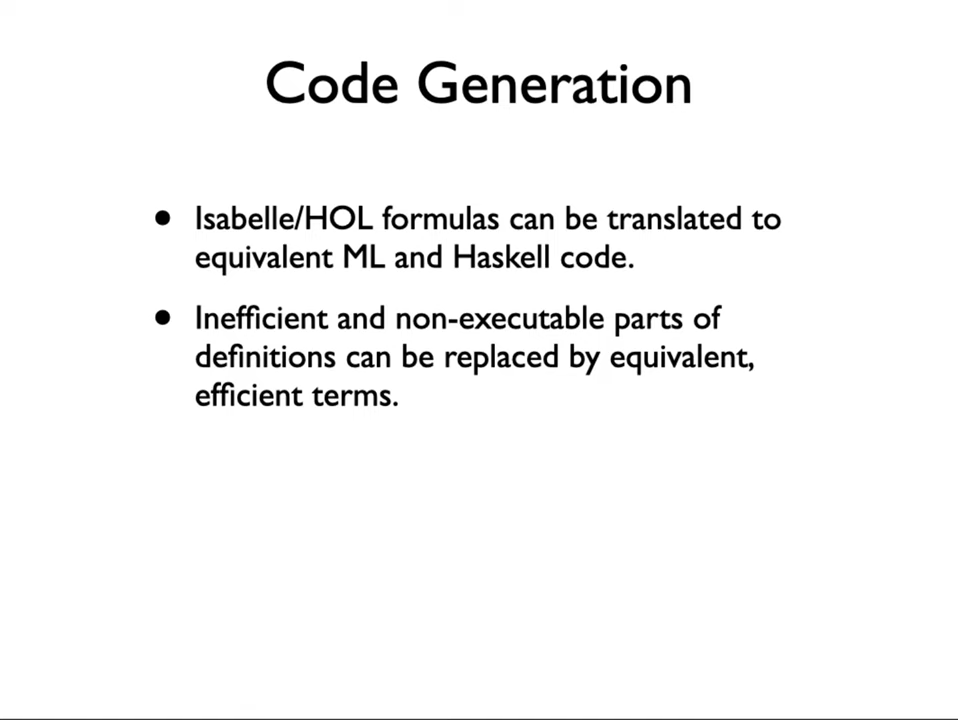 Code Generation
• Isabelle/HOL formulas can be translated to
equivalent ML and Haskell code.
• Inefficient and non-executable parts of
definitions can be replaced by equivalent,
efficient terms.